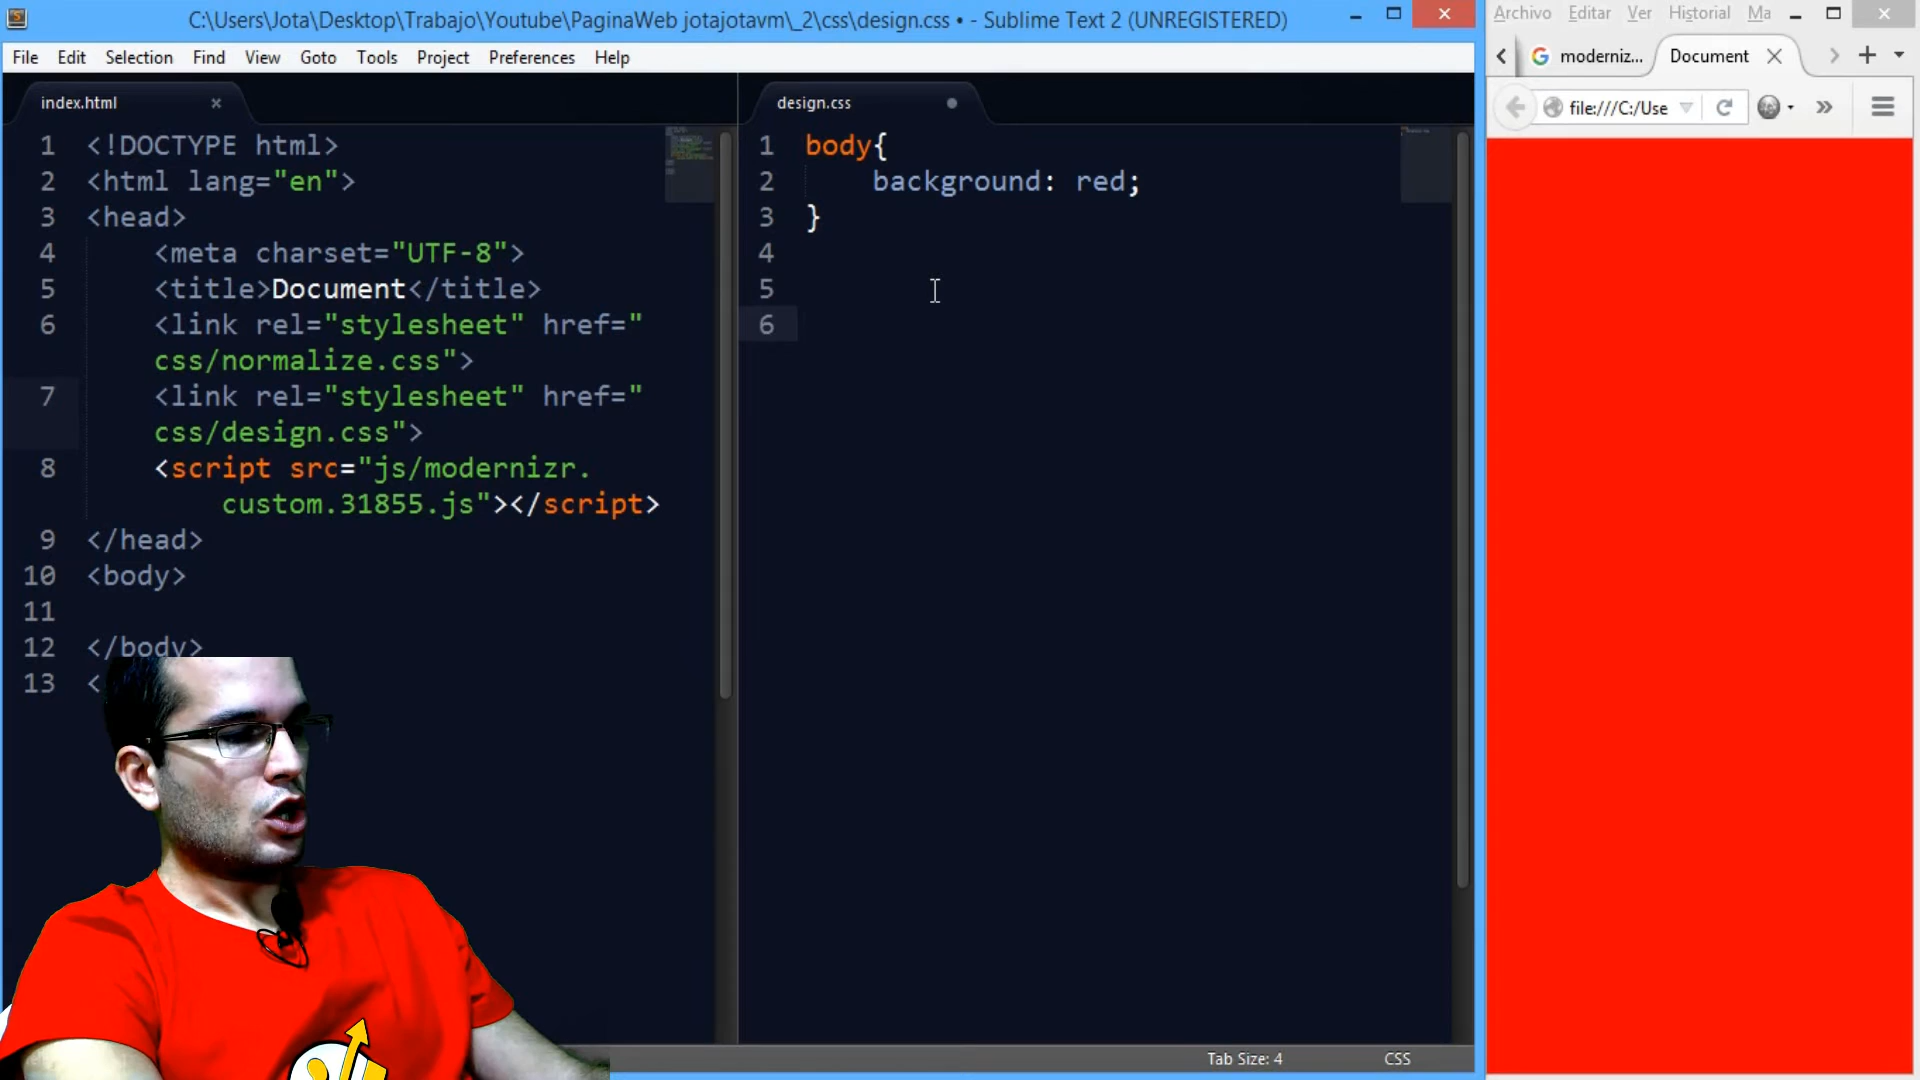 C:\Users\Jota\Desktop\Trabajo\Youtube\PaginaWeb jotajotavm\_2\css\design.css • - Sublime Text 2 (UNREGISTERED)
File Edit Selection Find View Goto Tools Project Preferences Help
index.html
1 <!DOCTYPE html>
2 <html lang="en">
3 <head>
4 <meta charset="UTF-8">
5 <title>Document</title>
6 <link rel="stylesheet" href="
css/normalize.css">
7 <link rel="stylesheet" href="
css/design.css">
8 <script src="js/modernizr.
custom.31855.js"></script>
9 </head>
10 <body>
11
12 </body>
13 <
design.css
1 body{
2 background: red;
3 }
4
5
6
Tab Size: 4 CSS
Archivo Editar Ver Historial Ma
moderniz... Document
file:///C:/Use